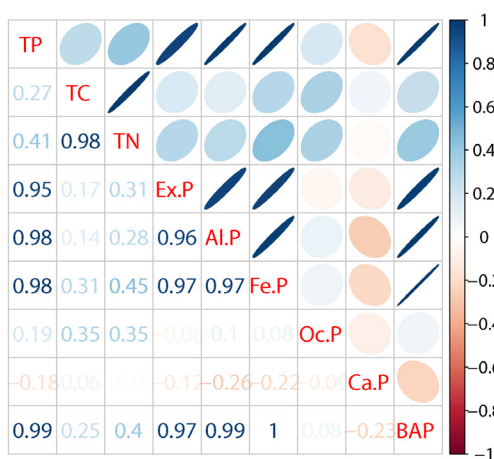 TP
0.27 TC
0.41 0.98 TN
0.95 0.17 0.31 Ex.P
0.98 0.14 0.28 0.96 Al.P
0.98 0.31 0.45 0.97 0.97 Fe.P
0.19 0.35 0.35 −0.06 0.1 0.08 Oc.P
−0.18 0.06 −0.02 −0.12 −0.26 −0.22 −0.09 Ca.P
0.99 0.25 0.4 0.97 0.99 1 0.08 −0.23 BAP
1
0.8
0.6
0.4
0.2
0
−0.2
−0.4
−0.6
−0.8
−1